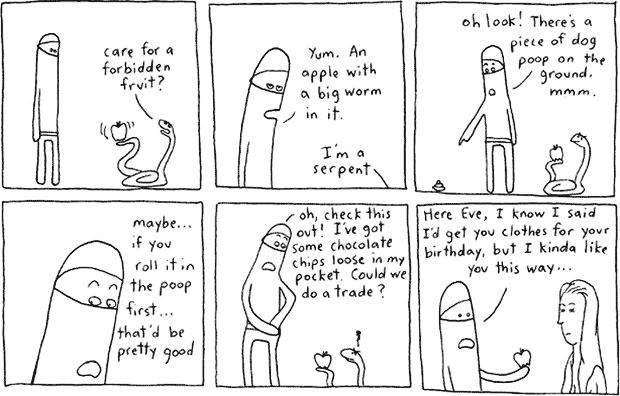 care for a
forbidden
fruit?
Yum. An
apple with
a big worm
in it.
I'm a
serpent
oh look! There's a
piece of dog
poop on the
ground.
mmm.
maybe...
if you
roll it in
the poop
first...
that'd be
pretty good
oh, check this
out! I've got
some chocolate
chips loose in my
pocket. Could we
do a trade?
?
Here Eve, I know I said
I'd get you clothes for your
birthday, but I kinda like
you this way...